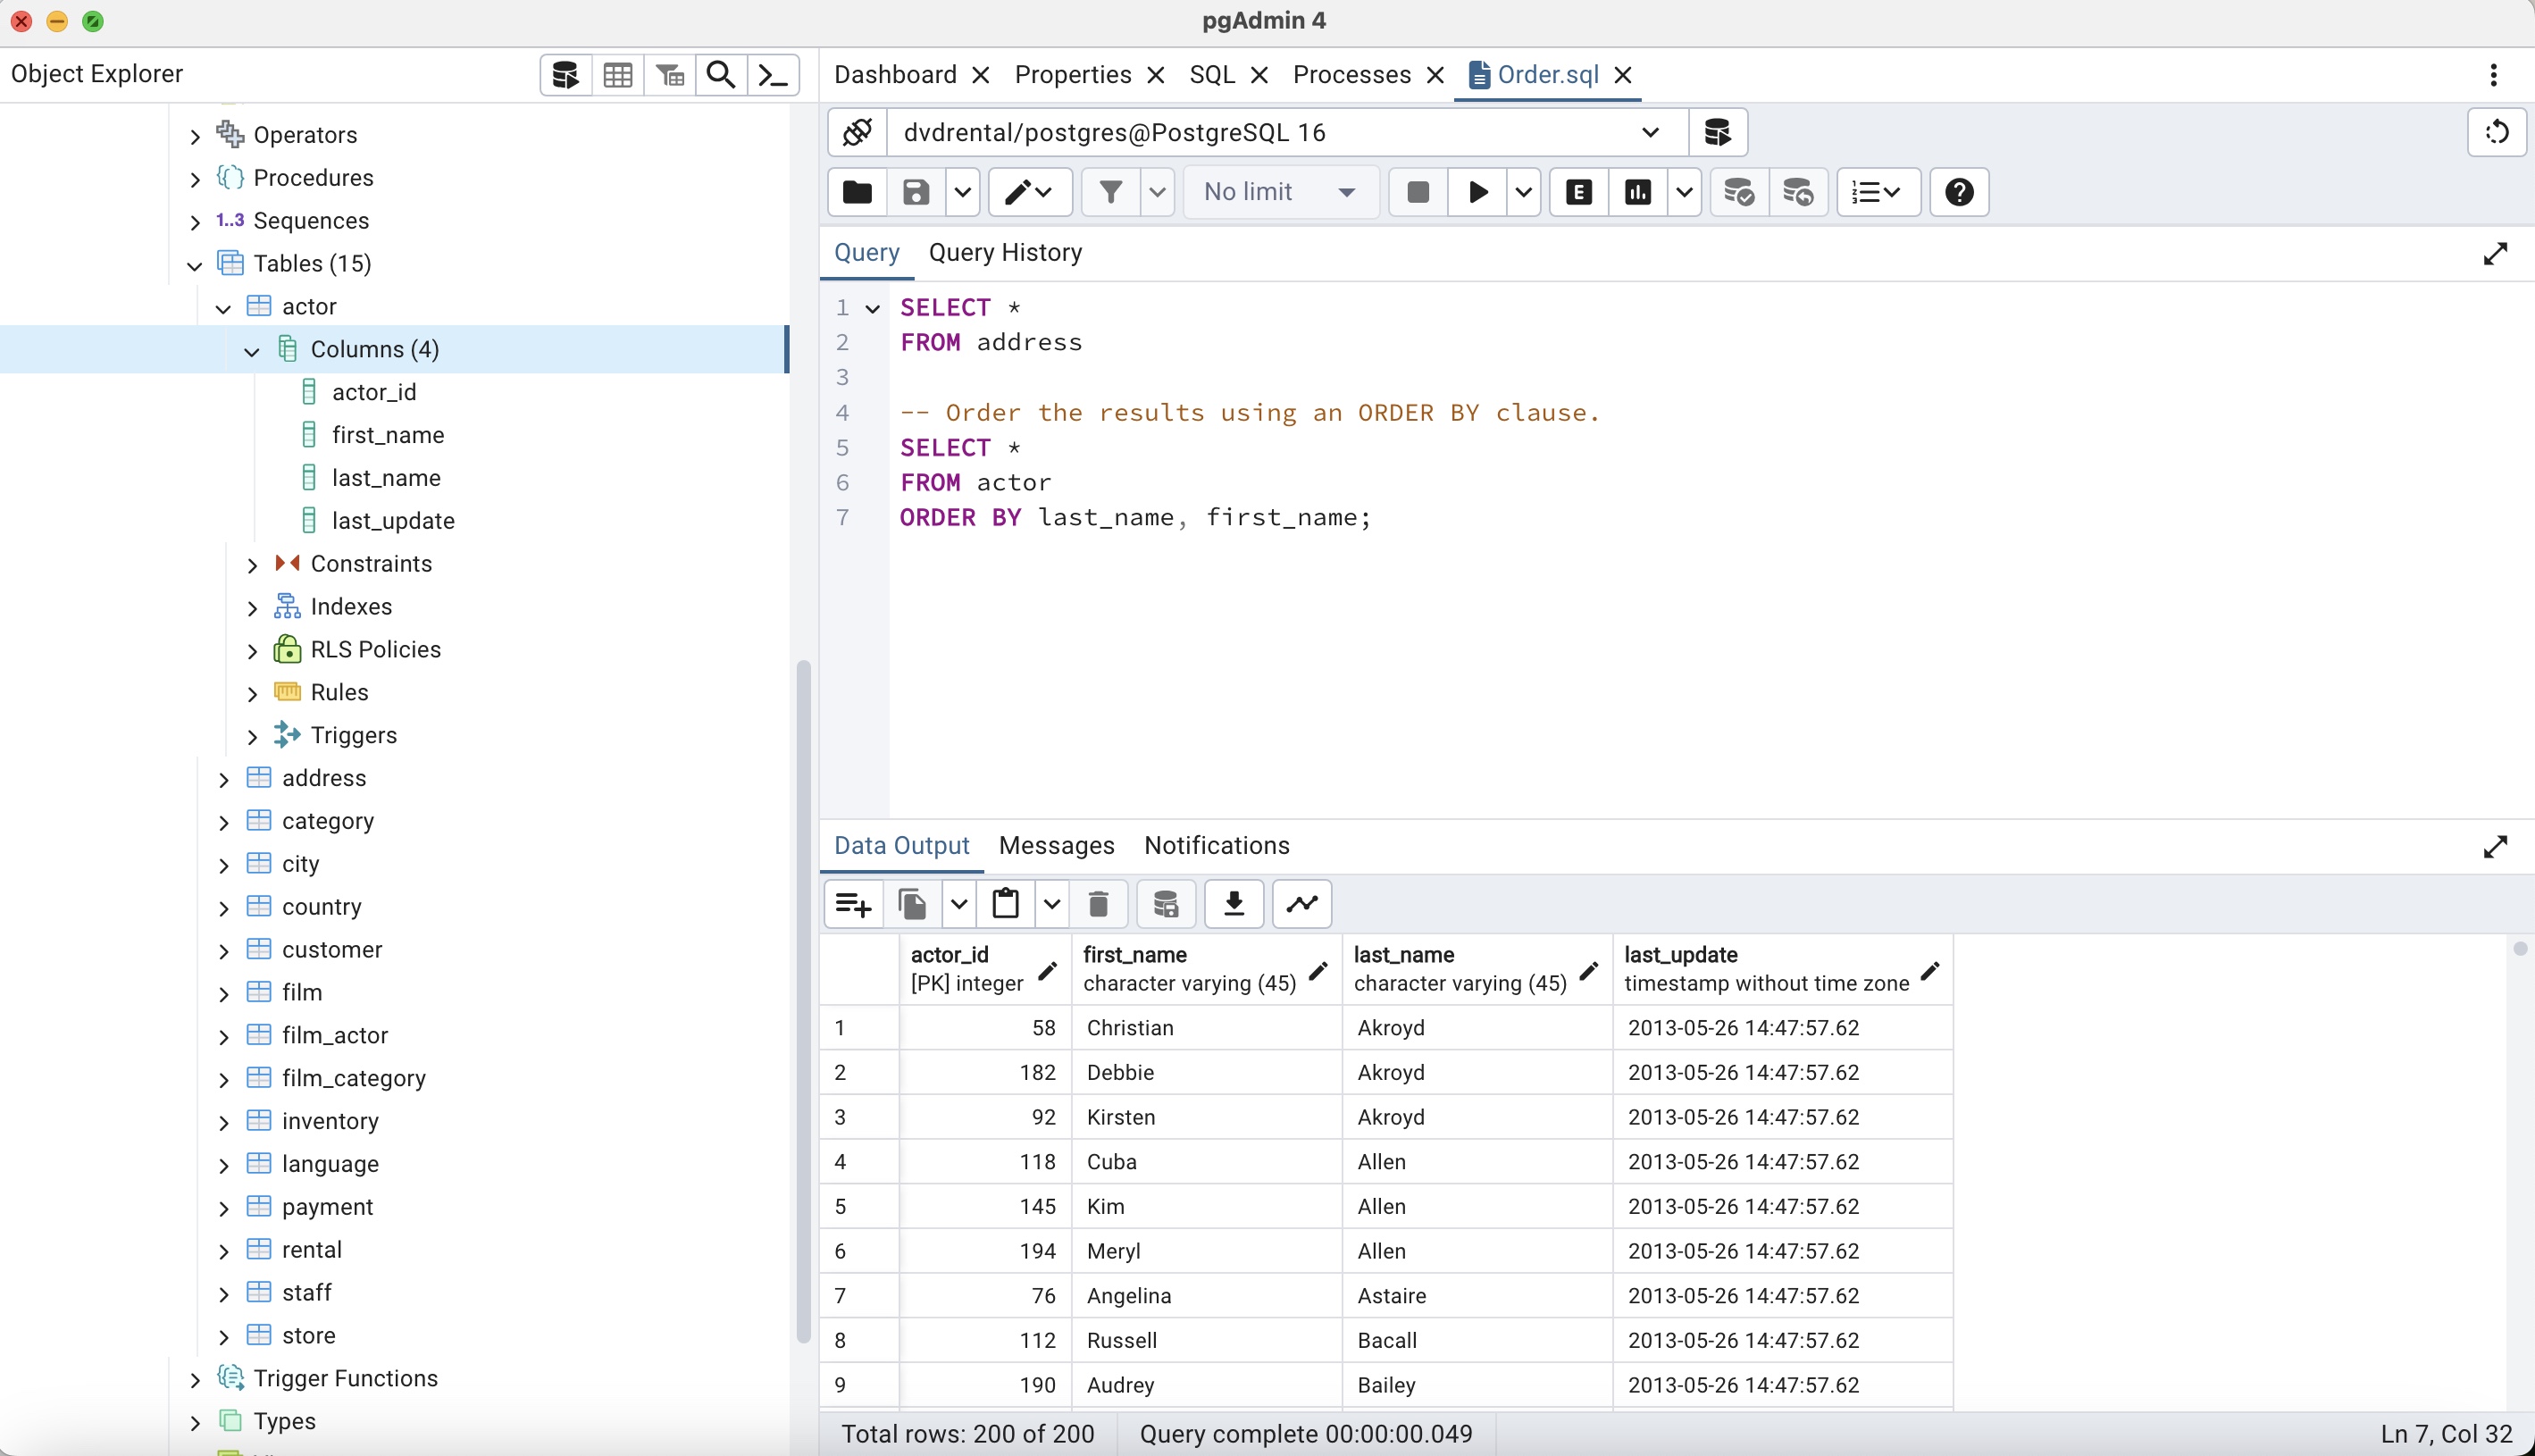 pgAdmin 4
Object Explorer
Dashboard Properties SQL Processes Order.sql
Operators
Procedures
1..3 Sequences
Tables (15)
actor
Columns (4)
actor_id
first_name
last_name
last_update
Constraints
Indexes
RLS Policies
Rules
Triggers
address
category
city
country
customer
film
film_actor
film_category
inventory
language
payment
rental
staff
store
Trigger Functions
Types
dvdrental/postgres@PostgreSQL 16
No limit E
Query Query History
1 SELECT *
2 FROM address
3
4 -- Order the results using an ORDER BY clause.
5 SELECT *
6 FROM actor
7 ORDER BY last_name, first_name;
Data Output Messages Notifications
actor_id first_name last_name last_update
[PK] integer character varying (45) character varying (45) timestamp without time zone
1 58 Christian Akroyd 2013-05-26 14:47:57.62
2 182 Debbie Akroyd 2013-05-26 14:47:57.62
3 92 Kirsten Akroyd 2013-05-26 14:47:57.62
4 118 Cuba Allen 2013-05-26 14:47:57.62
5 145 Kim Allen 2013-05-26 14:47:57.62
6 194 Meryl Allen 2013-05-26 14:47:57.62
7 76 Angelina Astaire 2013-05-26 14:47:57.62
8 112 Russell Bacall 2013-05-26 14:47:57.62
9 190 Audrey Bailey 2013-05-26 14:47:57.62
Total rows: 200 of 200 Query complete 00:00:00.049 Ln 7, Col 32